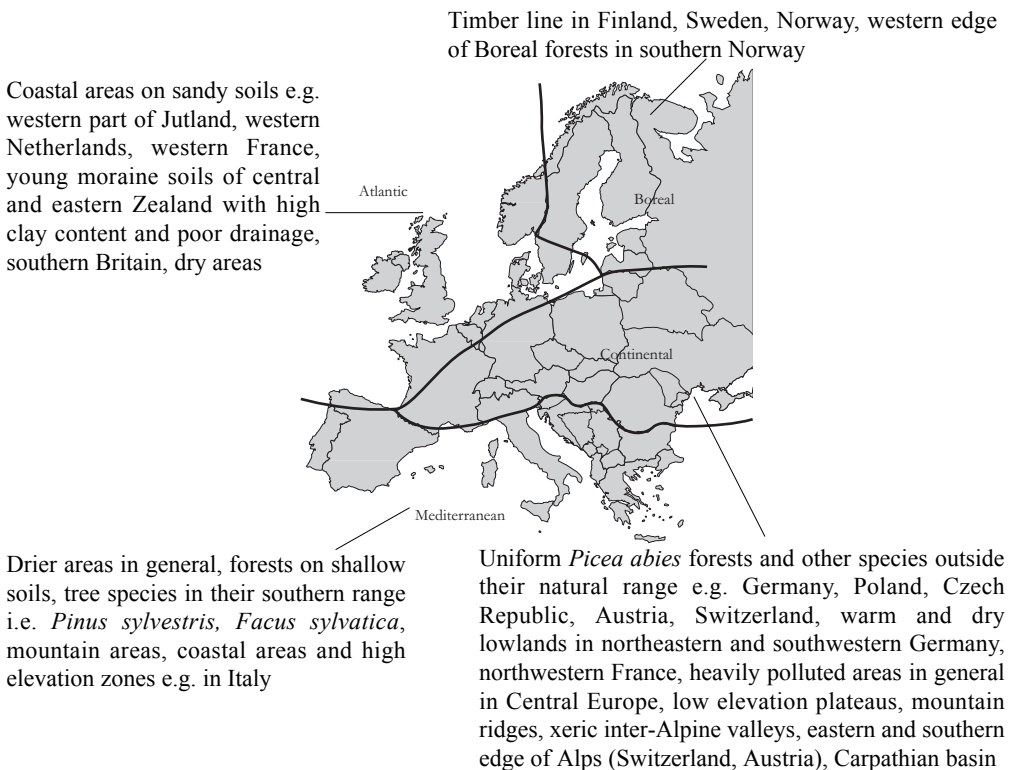 Timber line in Finland, Sweden, Norway, western edge
of Boreal forests in southern Norway
Coastal areas on sandy soils e.g.
western part of Jutland, western
Netherlands, western France,
young moraine soils of central
and eastern Zealand with high
clay content and poor drainage,
southern Britain, dry areas
Atlantic
Boreal
Continental
Mediterranean
Drier areas in general, forests on shallow
soils, tree species in their southern range
i.e. Pinus sylvestris, Facus sylvatica,
mountain areas, coastal areas and high
elevation zones e.g. in Italy
Uniform Picea abies forests and other species outside
their natural range e.g. Germany, Poland, Czech
Republic, Austria, Switzerland, warm and dry
lowlands in northeastern and southwestern Germany,
northwestern France, heavily polluted areas in general
in Central Europe, low elevation plateaus, mountain
ridges, xeric inter-Alpine valleys, eastern and southern
edge of Alps (Switzerland, Austria), Carpathian basin